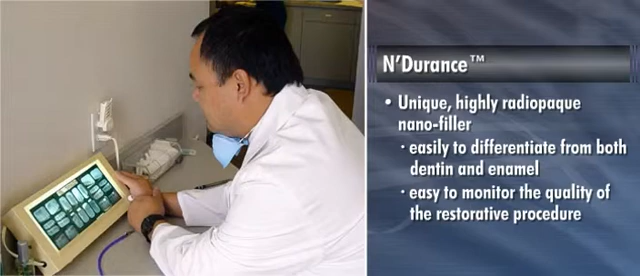 N'Durance™
• Unique, highly radiopaque
nano-filler
· easily to differentiate from both
dentin and enamel
· easy to monitor the quality of
the restorative procedure